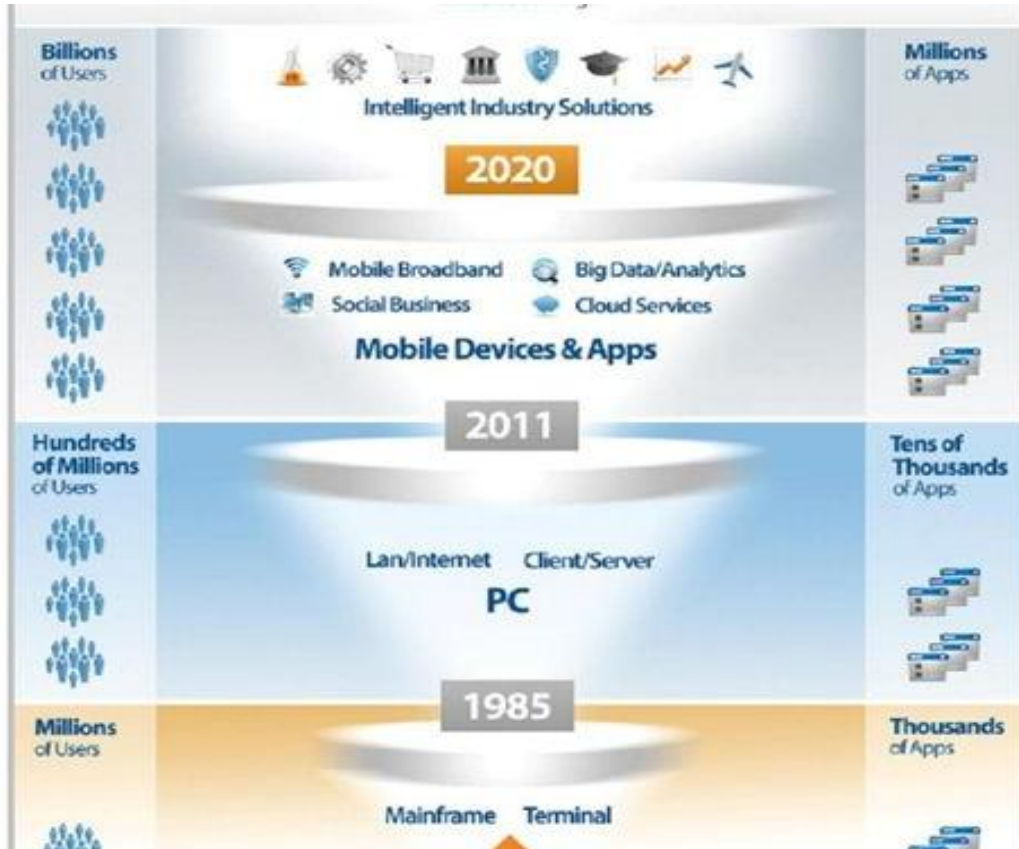 Billions
of Users
Millions
of Apps
Intelligent Industry Solutions
2020
Mobile Broadband
Big Data/Analytics
Social Business
Cloud Services
Mobile Devices & Apps
2011
Hundreds
of Millions
of Users
Tens of
Thousands
of Apps
Lan/Internet Client/Server
PC
1985
Millions
of Users
Thousands
of Apps
Mainframe Terminal